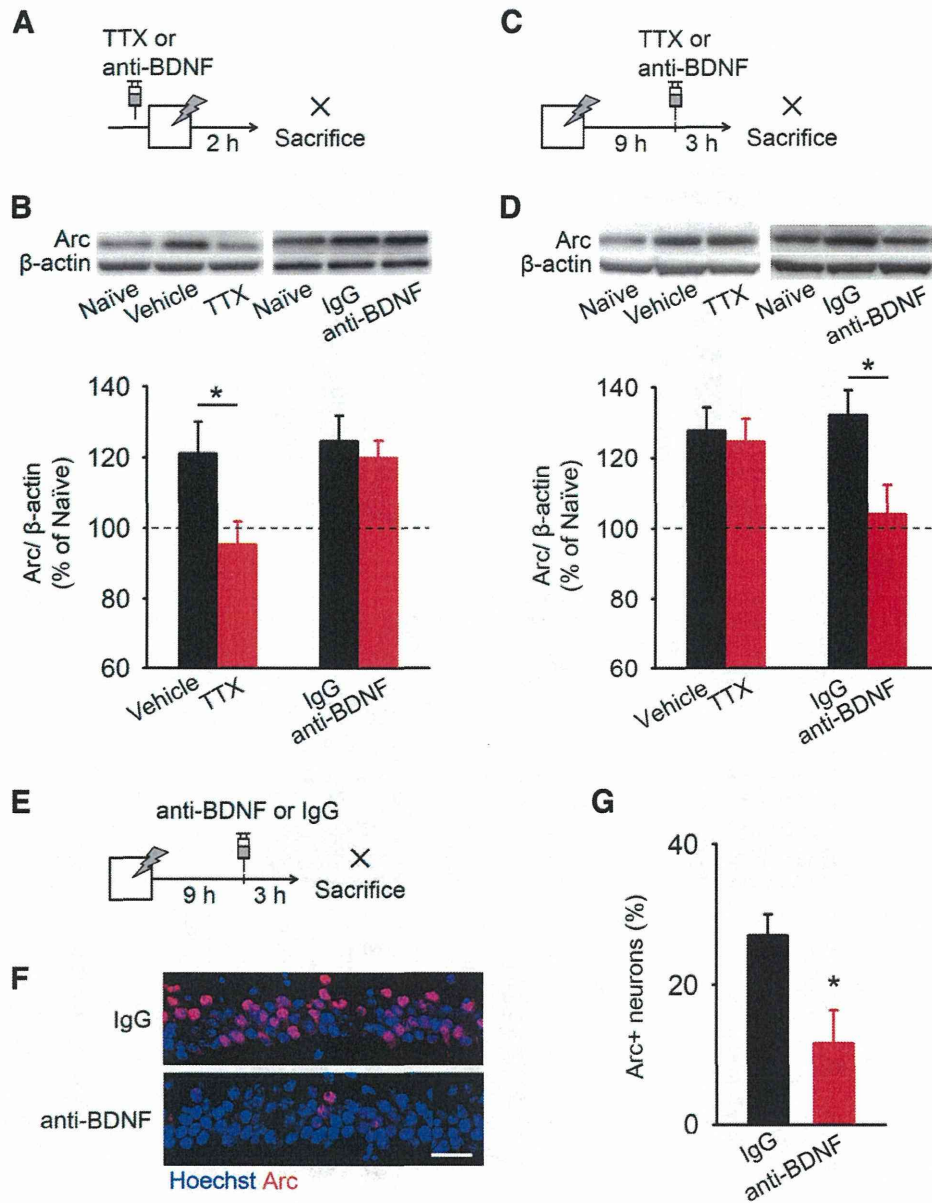 A
TTX or
anti-BDNF
2 h
Sacrifice
C
TTX or
anti-BDNF
9 h
3 h
Sacrifice
B
Arc
β-actin
Naïve
Vehicle
TTX
Naïve
IgG
anti-BDNF
140
120
100
80
60
Arc/ β-actin
(% of Naïve)
*
Vehicle
TTX
IgG
anti-BDNF
D
Arc
β-actin
Naïve
Vehicle
TTX
Naïve
IgG
anti-BDNF
140
120
100
80
60
Arc/ β-actin
(% of Naïve)
*
Vehicle
TTX
IgG
anti-BDNF
E
anti-BDNF or IgG
9 h
3 h
Sacrifice
F
IgG
anti-BDNF
Hoechst Arc
G
40
20
0
Arc+ neurons (%)
*
IgG
anti-BDNF